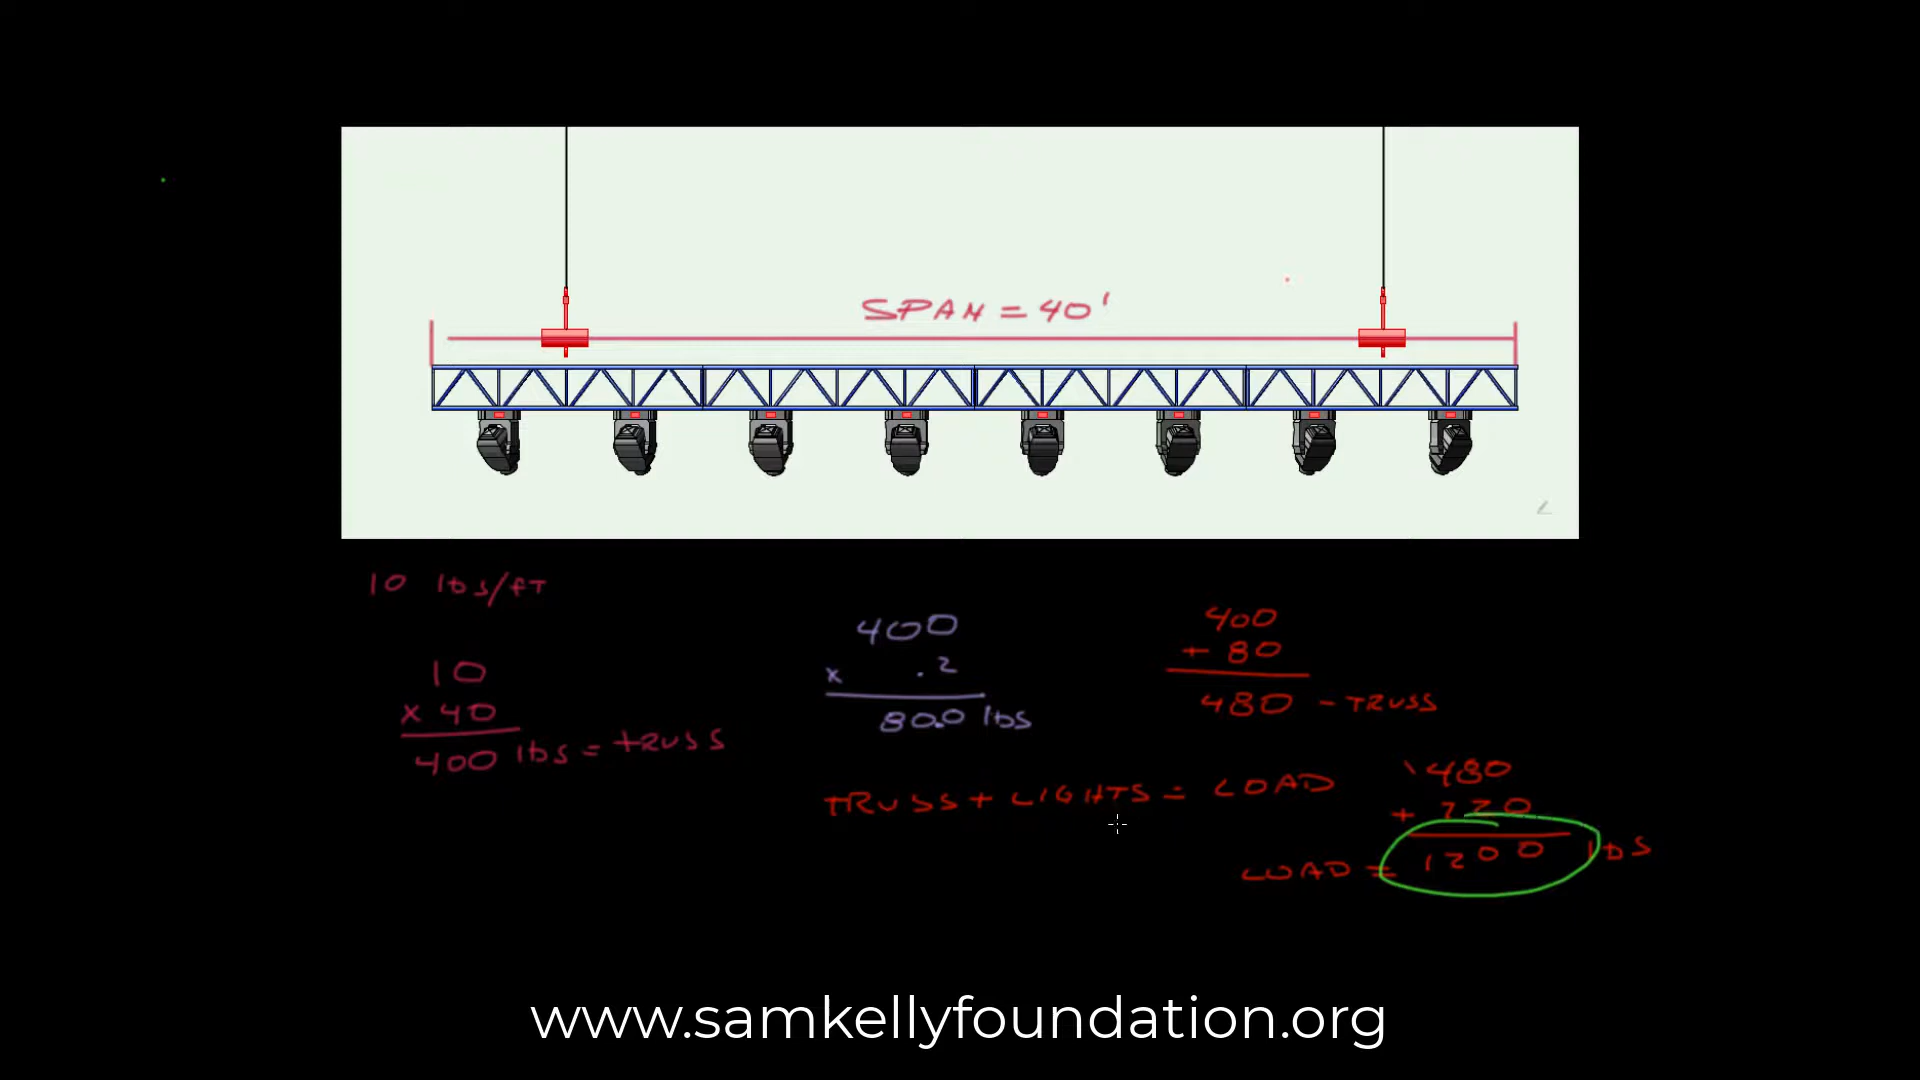 SPAN = 40'
10 lbs/ft
10
x 40
400 lbs = truss
400
x .2
80.0 lbs
400
+ 80
480 - TRUSS
TRUSS + LIGHTS = LOAD
1480
+ 720
LOAD = 1200 lbs
www.samkellyfoundation.org